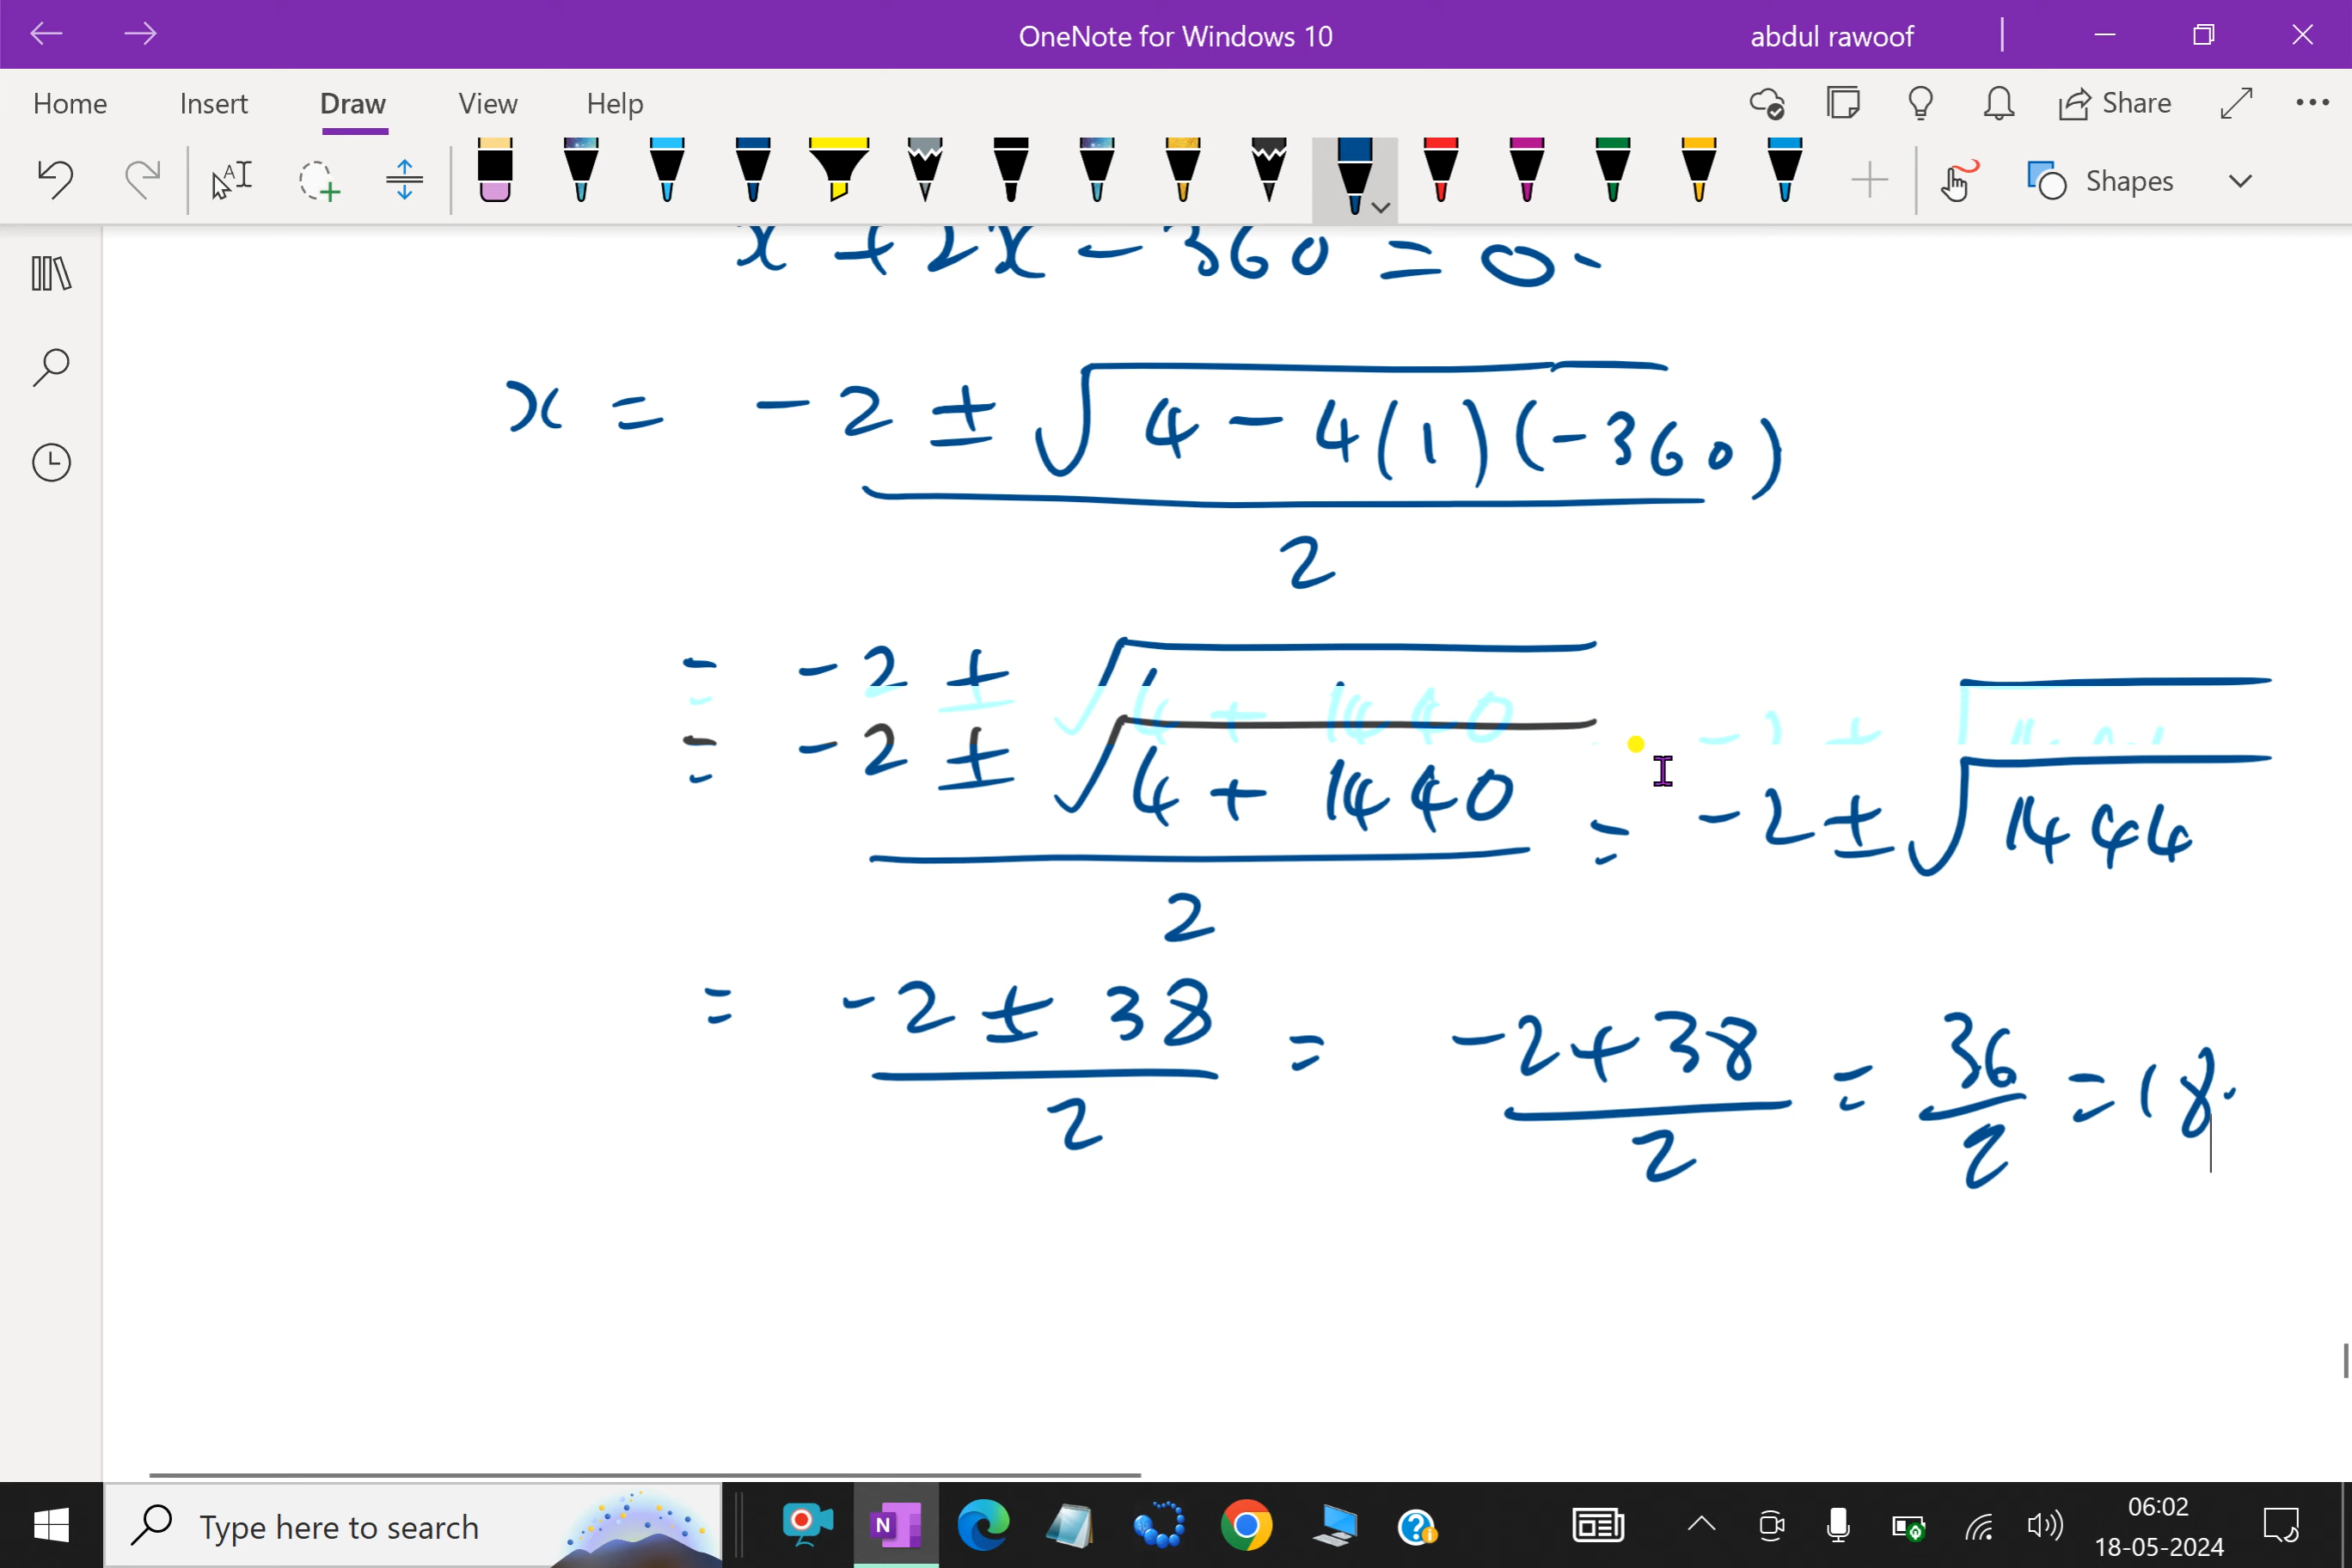 OneNote for Windows 10
abdul rawoof
Home Insert Draw View Help
Share
Shapes
x + 2x - 360 = 0.
x = -2 ± √4 - 4(1)(-360)
2
= -2 ±
= -2 ± √4 + 1440 = -2 ± √1444
2
= -2 ± 38 = -2+38 = 36 = 18.
2 2 2
Type here to search
06:02
18-05-2024